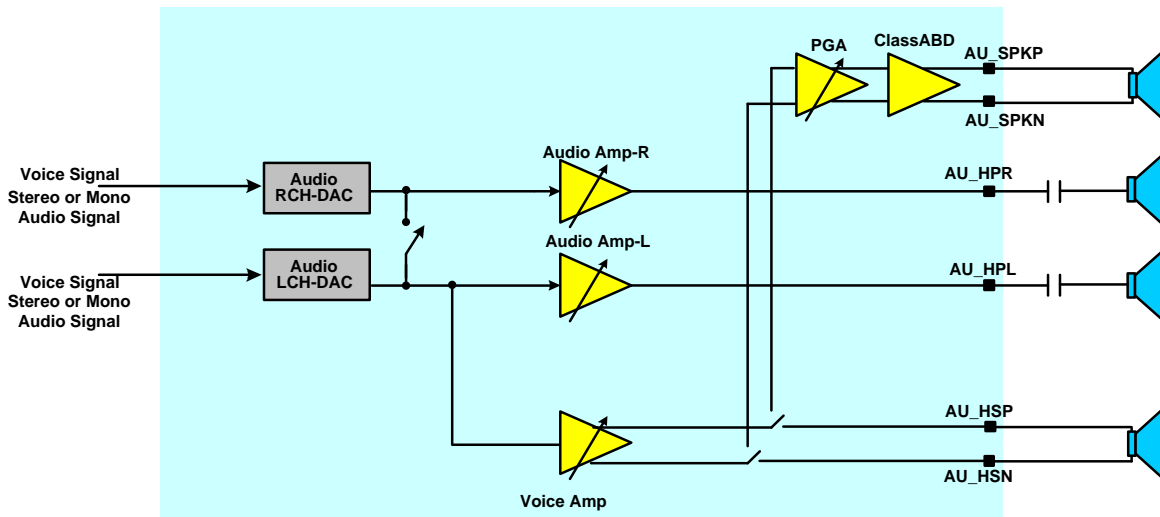 PGA
ClassABD
AU_SPKP
AU_SPKN
Voice Signal
Stereo or Mono
Audio Signal
Audio
RCH-DAC
Audio Amp-R
AU_HPR
Voice Signal
Stereo or Mono
Audio Signal
Audio
LCH-DAC
Audio Amp-L
AU_HPL
Voice Amp
AU_HSP
AU_HSN